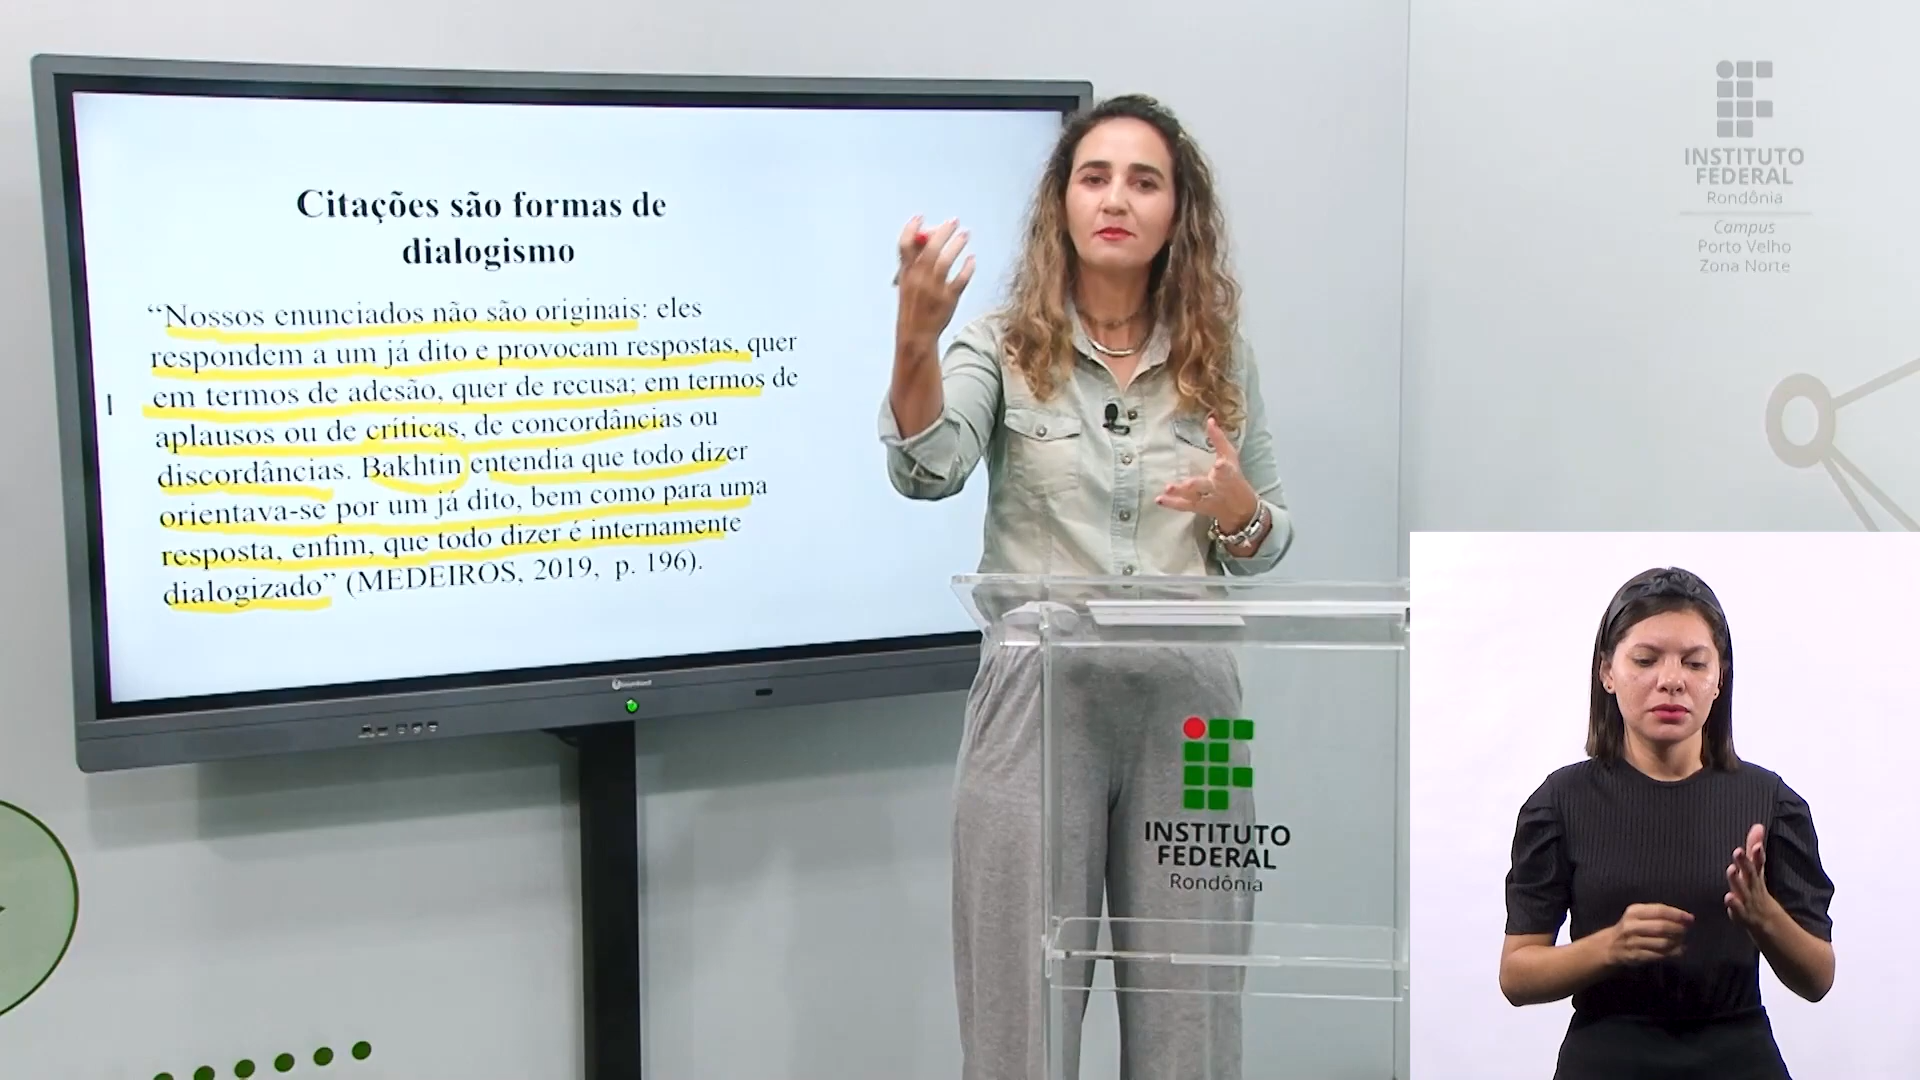 Citações são formas de
dialogismo
“Nossos enunciados não são originais: eles
respondem a um já dito e provocam respostas, quer
em termos de adesão, quer de recusa; em termos de
aplausos ou de críticas, de concordâncias ou
discordâncias. Bakhtin entendia que todo dizer
orientava-se por um já dito, bem como para uma
resposta, enfim, que todo dizer é internamente
dialogizado” (MEDEIROS, 2019, p. 196).
INSTITUTO
FEDERAL
Rondônia
Campus
Porto Velho
Zona Norte
INSTITUTO
FEDERAL
Rondônia